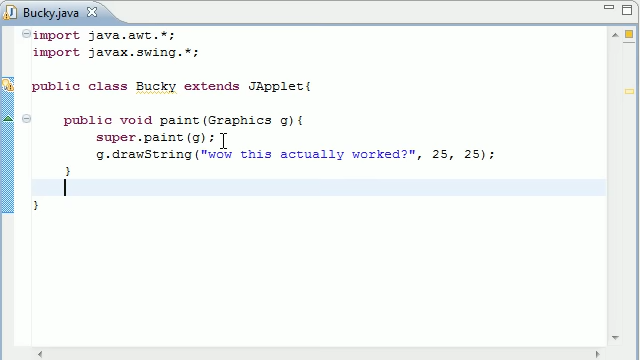 Bucky.java
import java.awt.*;
import javax.swing.*;
public class Bucky extends JApplet{
public void paint(Graphics g){
super.paint(g);
g.drawString("wow this actually worked?", 25, 25);
}
}